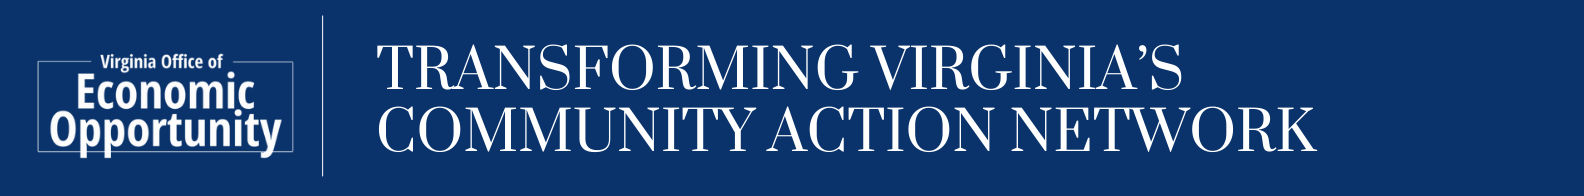 Virginia Office of
Economic
Opportunity
TRANSFORMING VIRGINIA’S
COMMUNITY ACTION NETWORK